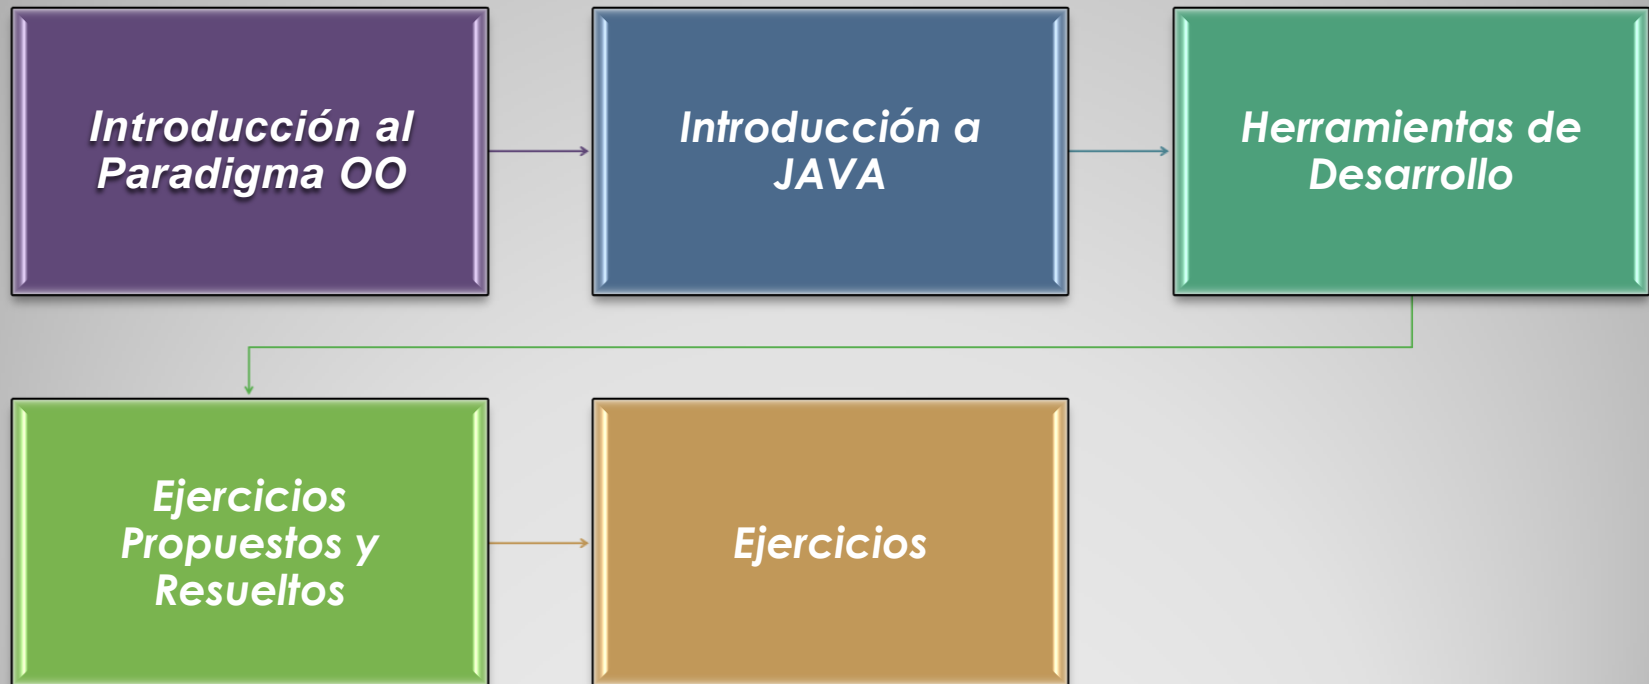 Introducción al
Paradigma OO
Introducción a
JAVA
Herramientas de
Desarrollo
Ejercicios
Propuestos y
Resueltos
Ejercicios